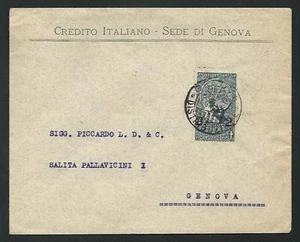 CREDITO ITALIANO - SEDE DI GENOVA
SIGG. PICCARDO L. D. & C.
SALITA PALLAVICINI I
GENOVA